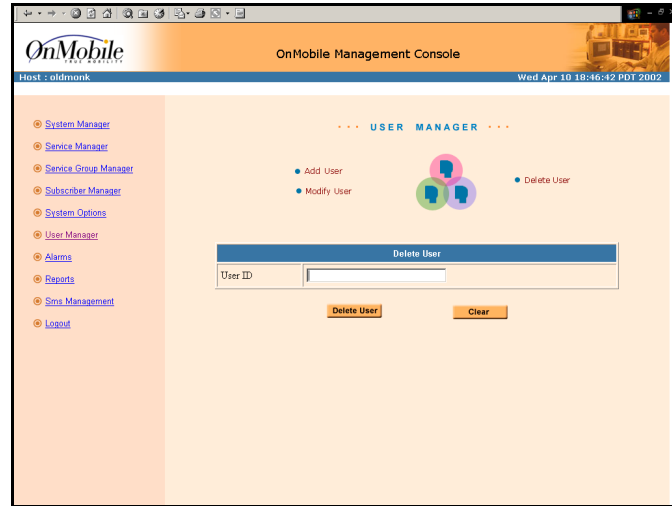 OnMobile
TRUE MOBILITY
OnMobile Management Console
Host : oldmonk
Wed Apr 10 18:46:42 PDT 2002
System Manager
Service Manager
Service Group Manager
Subscriber Manager
System Options
User Manager
Alarms
Reports
Sms Management
Logout
USER MANAGER
Add User
Modify User
Delete User
Delete User
User ID
Delete User
Clear